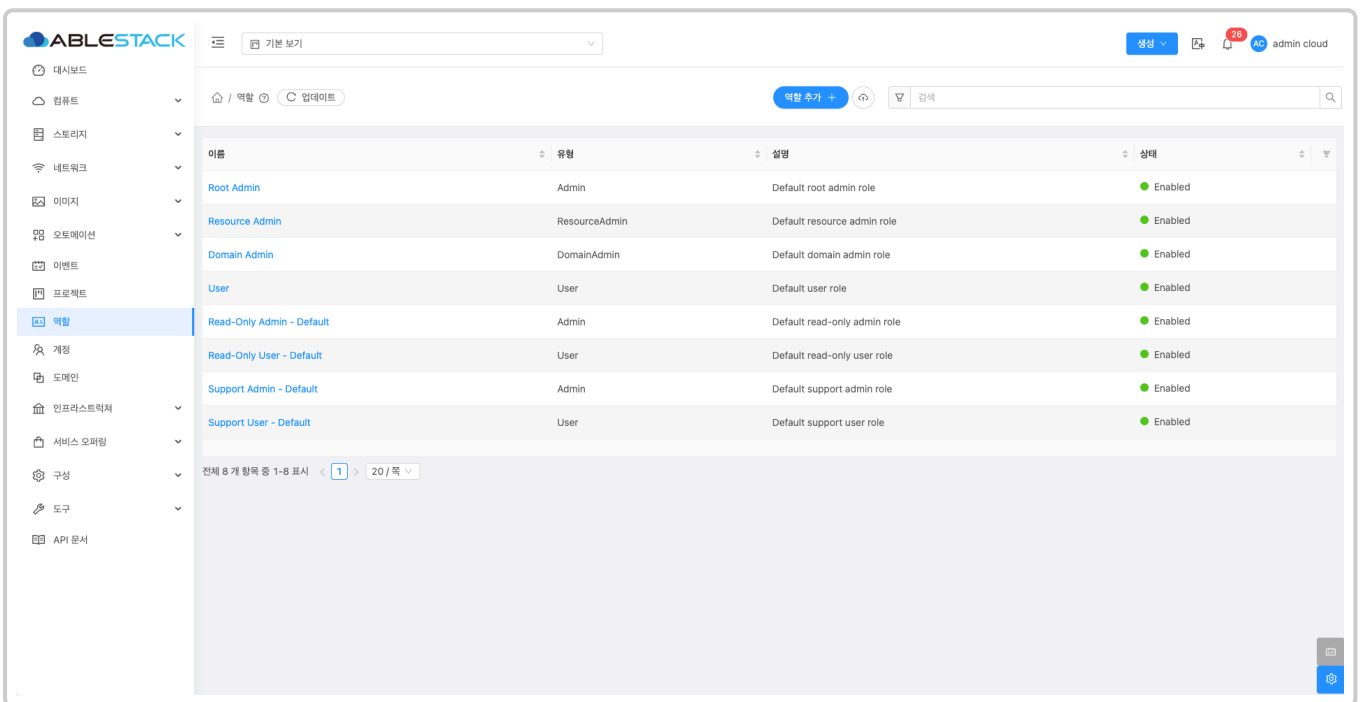 ABLESTACK
기본 보기
생성
26
AC
admin cloud
대시보드
컴퓨트
스토리지
네트워크
이미지
오토메이션
이벤트
프로젝트
역할
계정
도메인
인프라스트럭쳐
서비스 오퍼링
구성
도구
API 문서
/ 역할
업데이트
역할 추가 +
검색
이름 유형 설명 상태
Root Admin Admin Default root admin role Enabled
Resource Admin ResourceAdmin Default resource admin role Enabled
Domain Admin DomainAdmin Default domain admin role Enabled
User User Default user role Enabled
Read-Only Admin - Default Admin Default read-only admin role Enabled
Read-Only User - Default User Default read-only user role Enabled
Support Admin - Default Admin Default support admin role Enabled
Support User - Default User Default support user role Enabled
전체 8 개 항목 중 1-8 표시 < 1 > 20 / 쪽